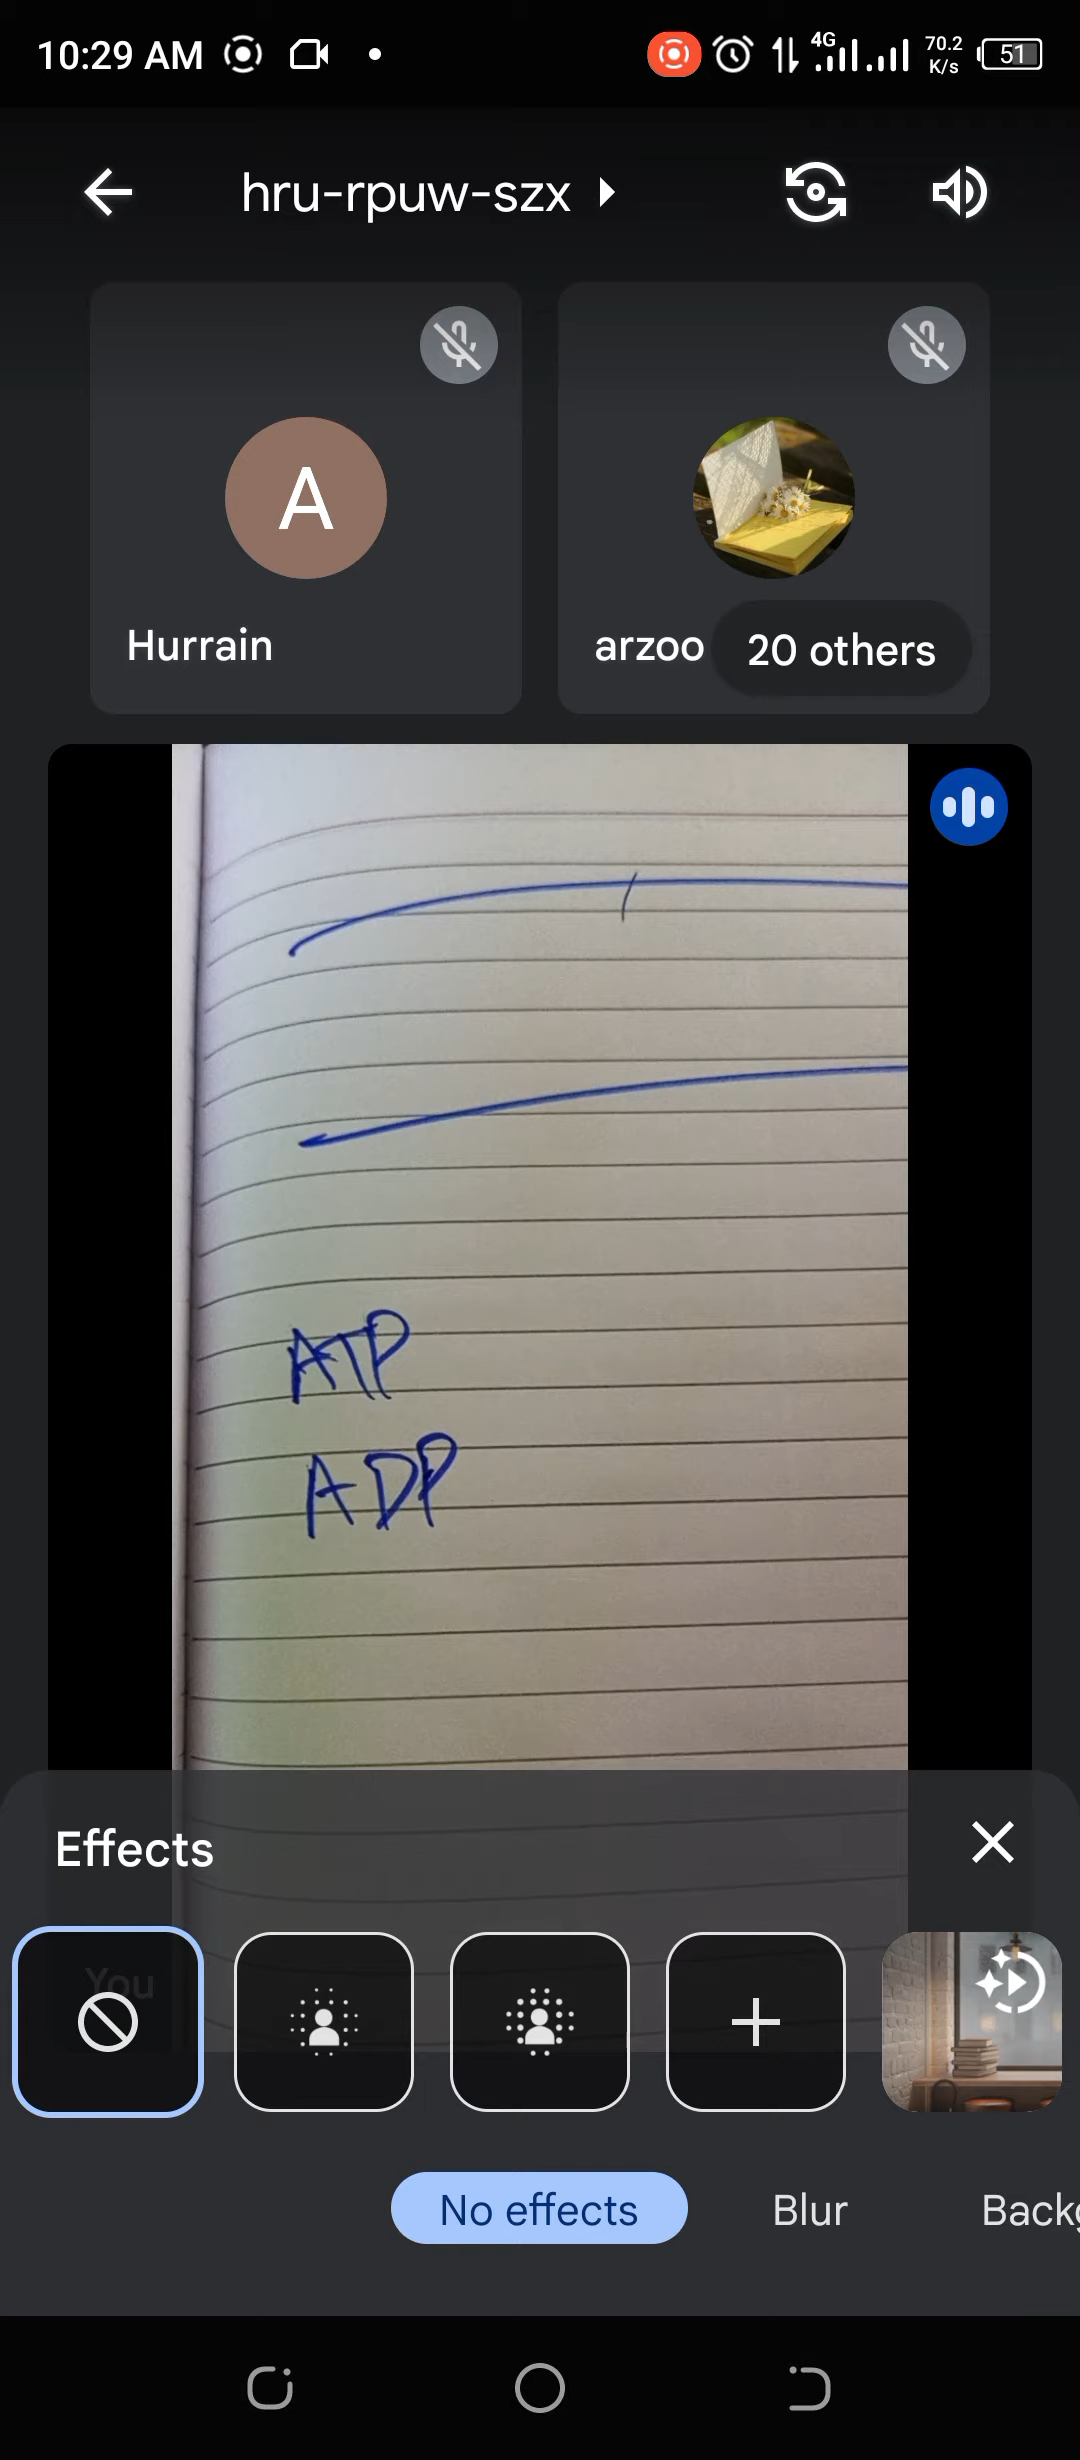 10:29 AM
4G
70.2
K/s
51
hru-rpuw-szx
A
Hurrain
arzoo
20 others
ATP
ADP
Effects
You
No effects
Blur
Backg